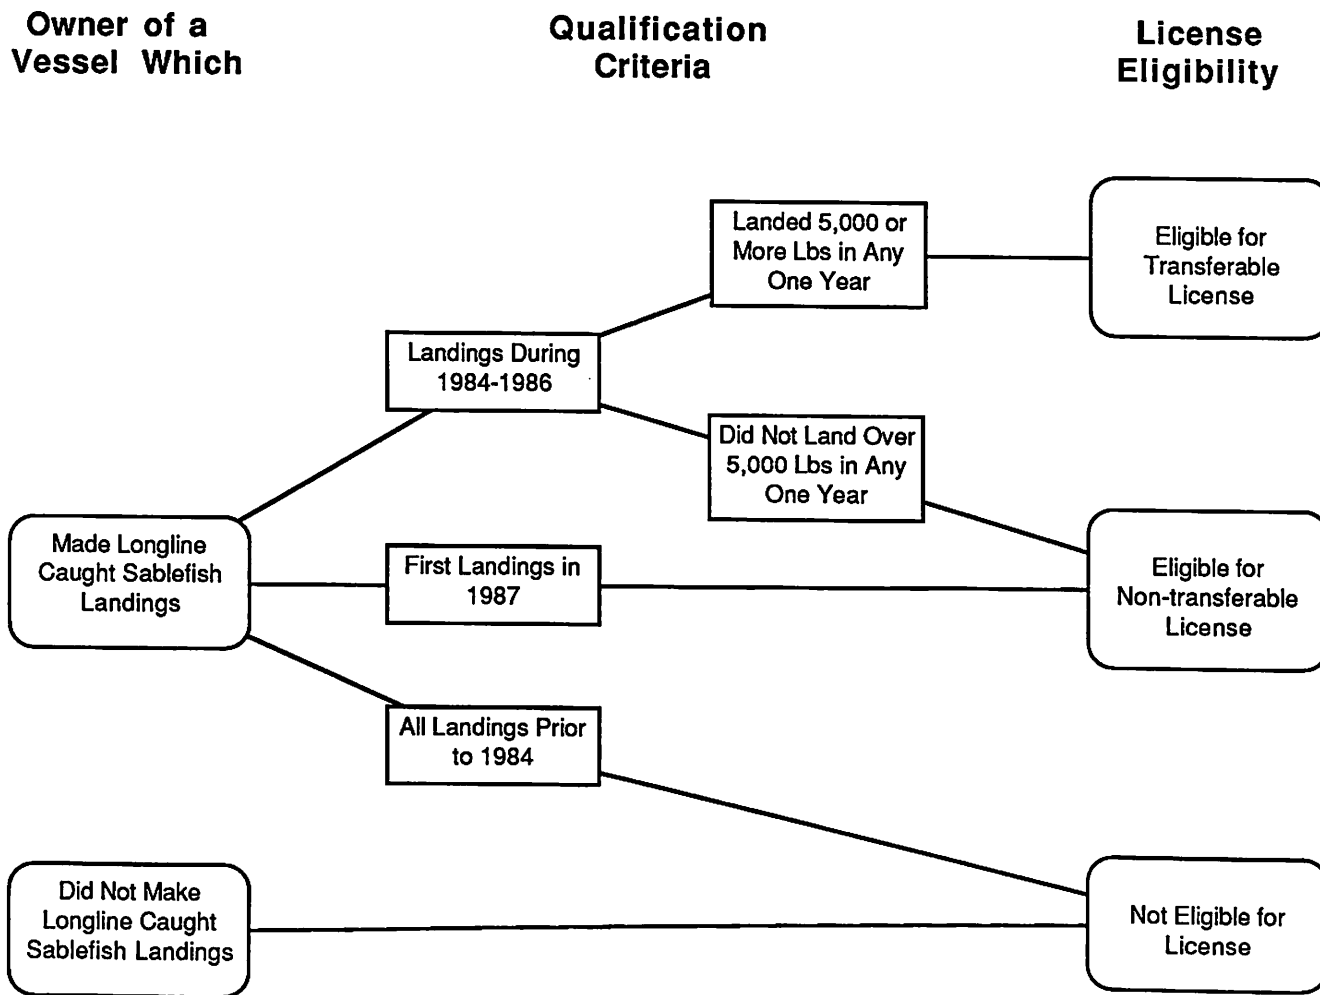 Owner of a
Vessel Which
Qualification
Criteria
License
Eligibility
Landed 5,000 or
More Lbs in Any
One Year
Eligible for
Transferable
License
Landings During
1984-1986
Did Not Land Over
5,000 Lbs in Any
One Year
Made Longline
Caught Sablefish
Landings
First Landings in
1987
Eligible for
Non-transferable
License
All Landings Prior
to 1984
Did Not Make
Longline Caught
Sablefish Landings
Not Eligible for
License